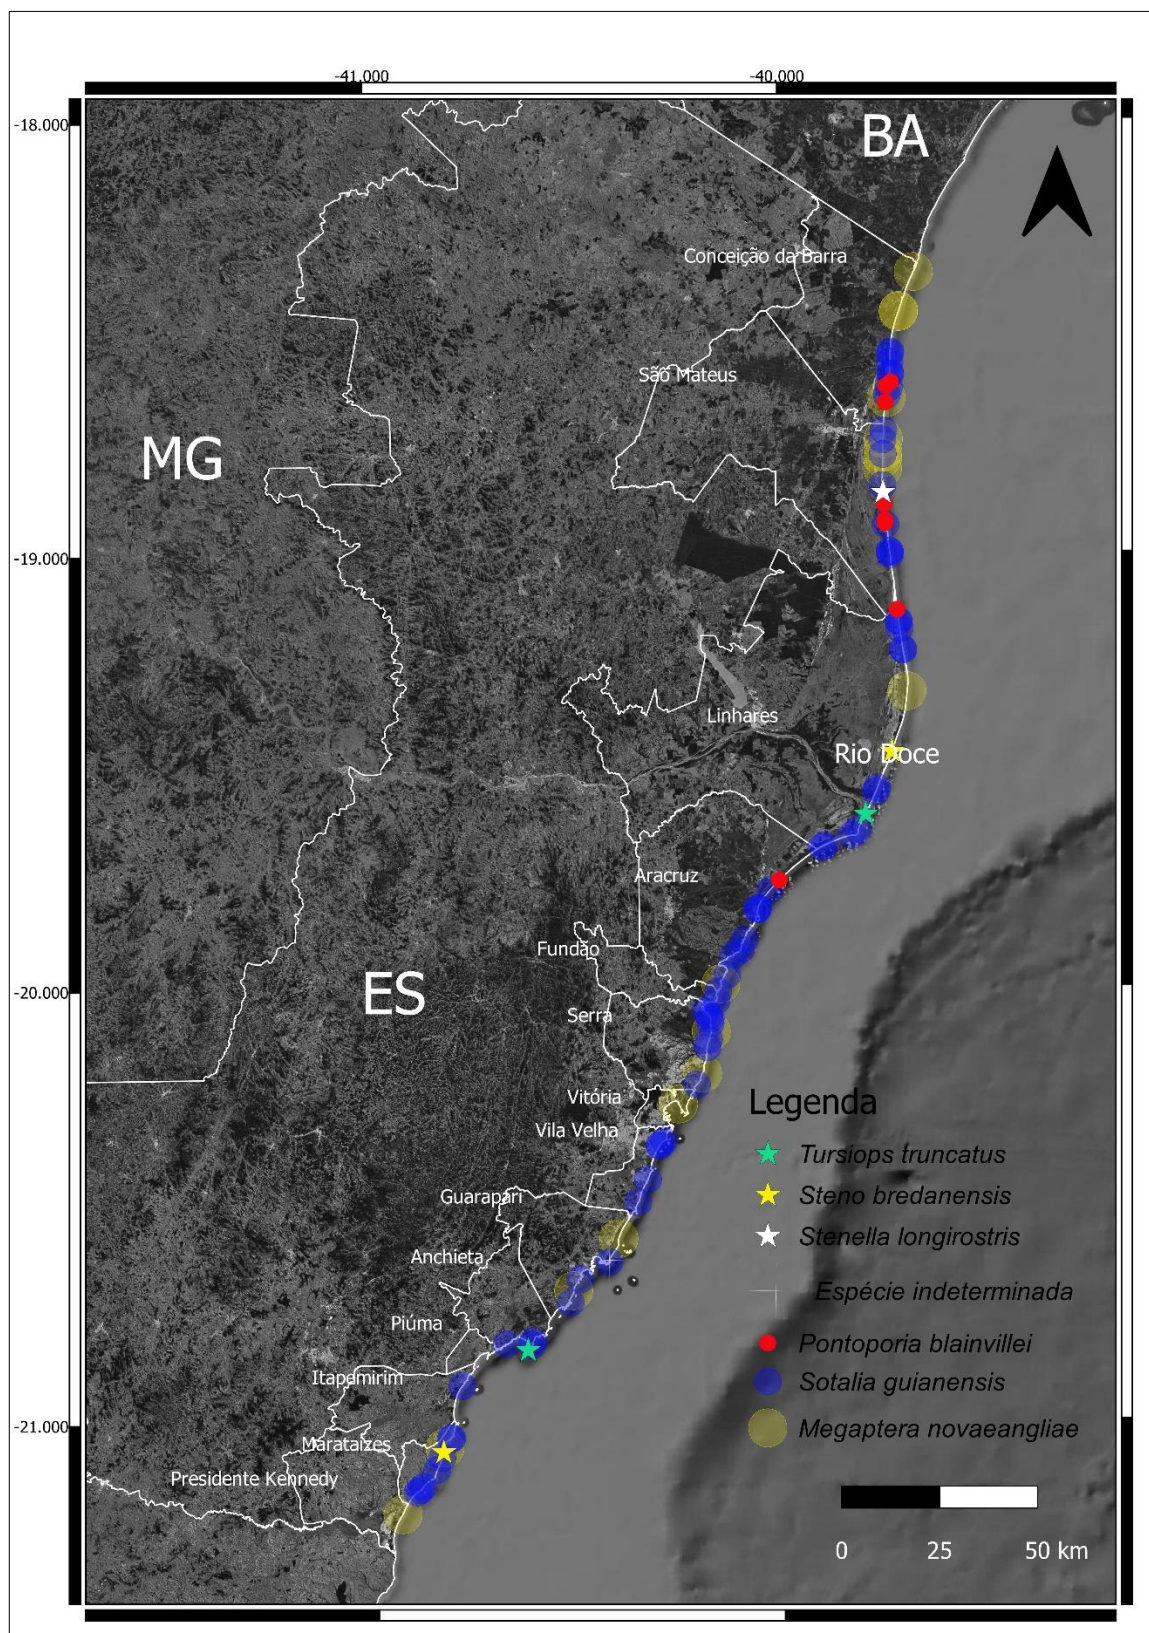 -41.000
-40.000
-18.000
BA
Conceição da Barra
São Mateus
MG
-19.000
Linhares
Rio Doce
Aracruz
Fundão
ES
-20.000
Serra
Vitória
Vila Velha
Guarapari
Anchieta
Piúma
Itapemirim
-21.000
Marataízes
Presidente Kennedy
Legenda
Tursiops truncatus
Steno bredanensis
Stenella longirostris
Espécie indeterminada
Pontoporia blainvillei
Sotalia guianensis
Megaptera novaeangliae
0 25 50 km